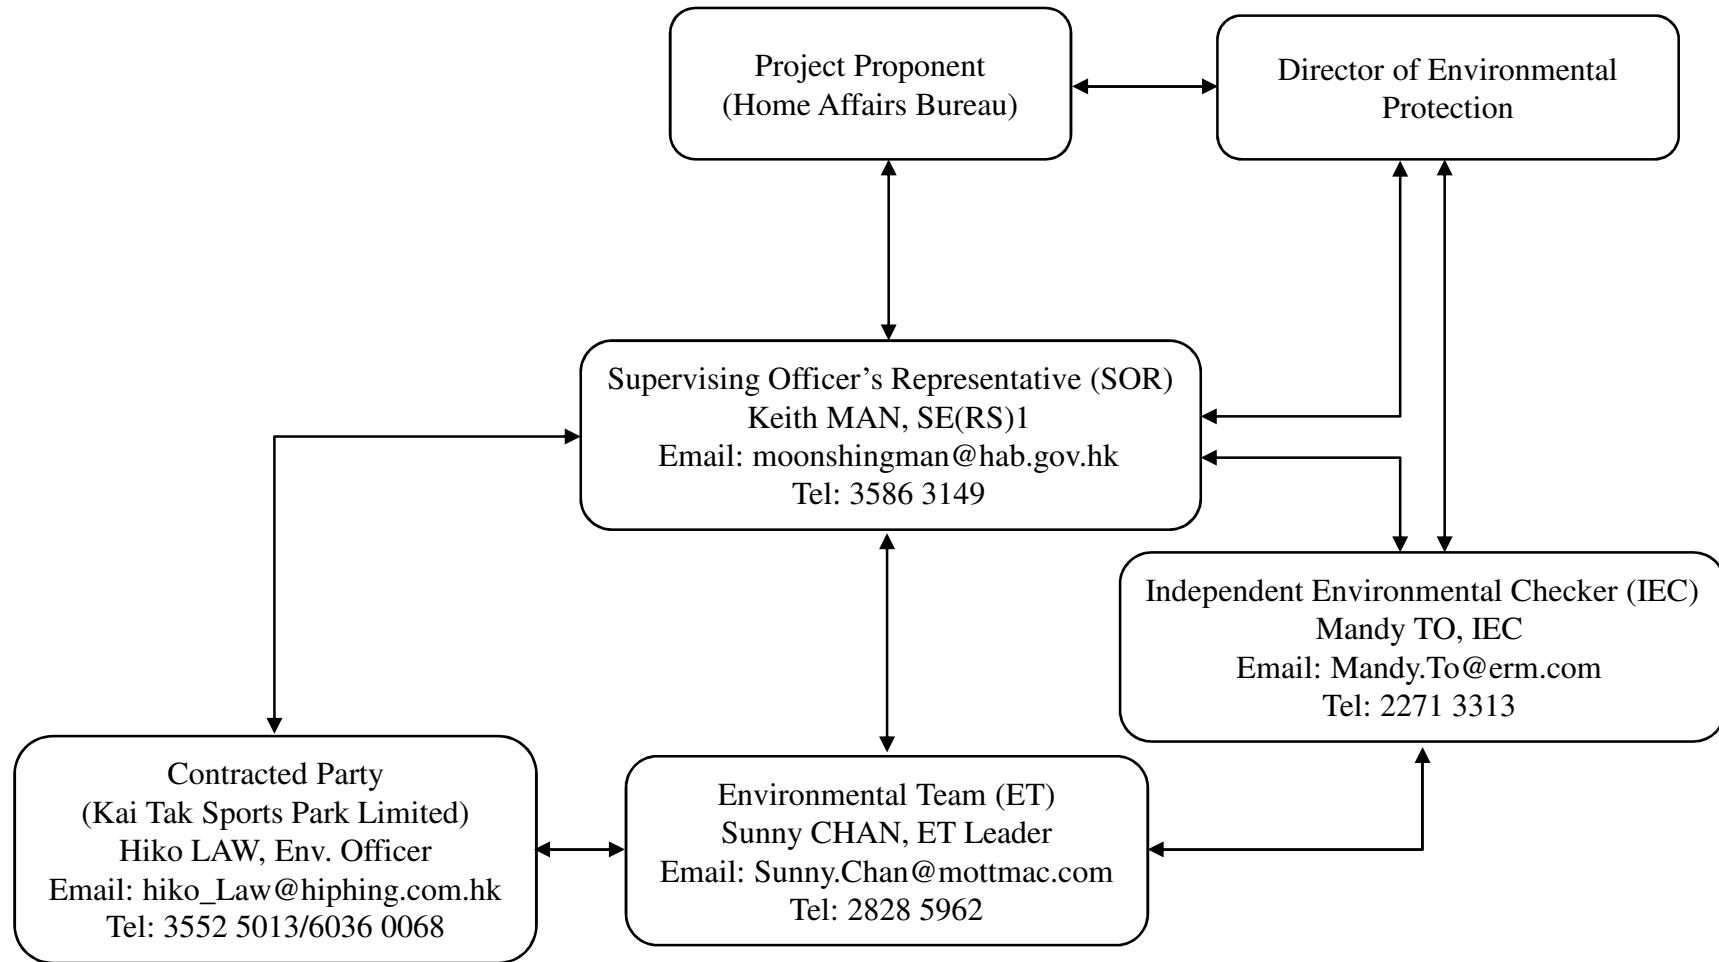 Project Proponent
(Home Affairs Bureau)
Director of Environmental
Protection
Supervising Officer’s Representative (SOR)
Keith MAN, SE(RS)1
Email: moonshingman@hab.gov.hk
Tel: 3586 3149
Independent Environmental Checker (IEC)
Mandy TO, IEC
Email: Mandy.To@erm.com
Tel: 2271 3313
Contracted Party
(Kai Tak Sports Park Limited)
Hiko LAW, Env. Officer
Email: hiko_Law@hiphing.com.hk
Tel: 3552 5013/6036 0068
Environmental Team (ET)
Sunny CHAN, ET Leader
Email: Sunny.Chan@mottmac.com
Tel: 2828 5962